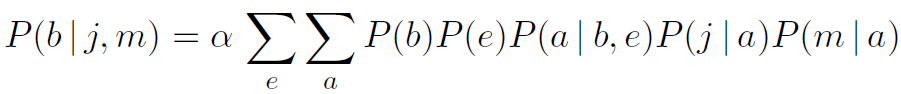 P(b | j, m) = α ∑_e ∑_a P(b)P(e)P(a | b, e)P(j | a)P(m | a)